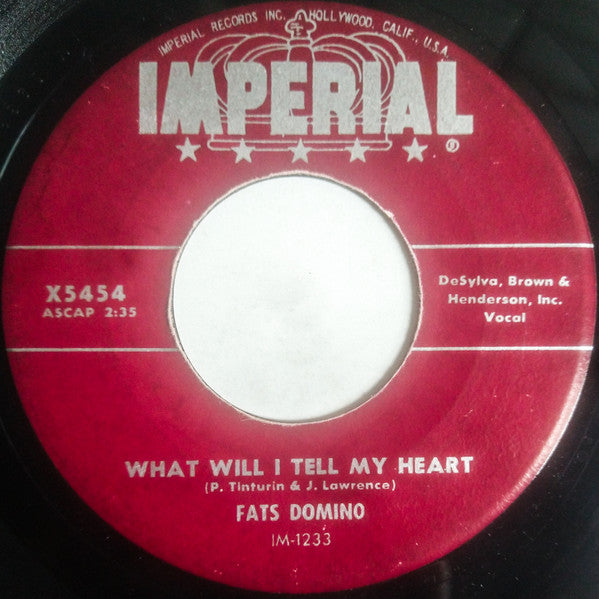 IMPERIAL RECORDS INC. HOLLYWOOD, CALIF., U.S.A.
IMPERIAL
X5454
ASCAP 2:35
DeSylva, Brown &
Henderson, Inc.
Vocal
WHAT WILL I TELL MY HEART
(P. Tinturin & J. Lawrence)
FATS DOMINO
IM-1233